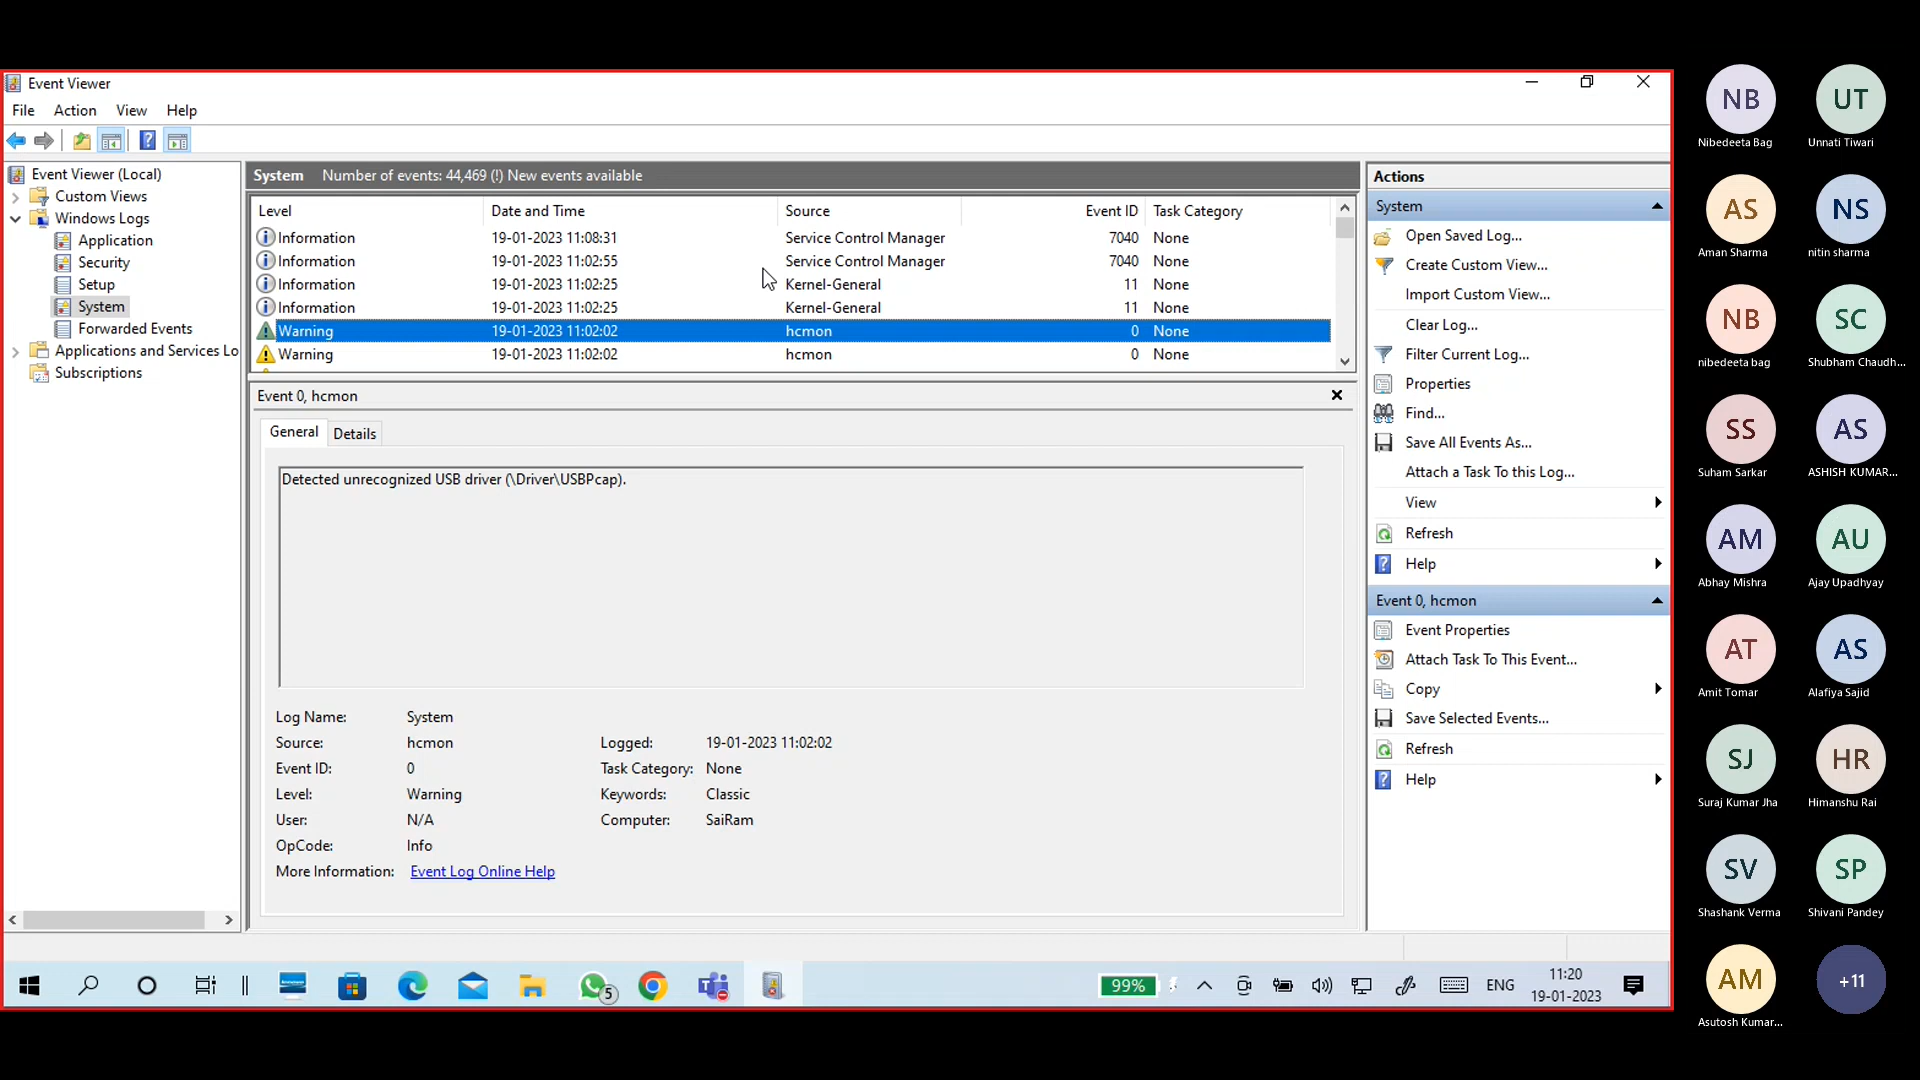 Event Viewer
File Action View Help
Event Viewer (Local)
Custom Views
Windows Logs
Application
Security
Setup
System
Forwarded Events
Applications and Services Lo
Subscriptions
System Number of events: 44,469 (!) New events available
Level Date and Time Source Event ID Task Category
Information 19-01-2023 11:08:31 Service Control Manager 7040 None
Information 19-01-2023 11:02:55 Service Control Manager 7040 None
Information 19-01-2023 11:02:25 Kernel-General 11 None
Information 19-01-2023 11:02:25 Kernel-General 11 None
Warning 19-01-2023 11:02:02 hcmon 0 None
Warning 19-01-2023 11:02:02 hcmon 0 None
Event 0, hcmon
General Details
Detected unrecognized USB driver (\Driver\USBPcap).
Log Name: System
Source: hcmon Logged: 19-01-2023 11:02:02
Event ID: 0 Task Category: None
Level: Warning Keywords: Classic
User: N/A Computer: SaiRam
OpCode: Info
More Information: Event Log Online Help
Actions
System
Open Saved Log...
Create Custom View...
Import Custom View...
Clear Log...
Filter Current Log...
Properties
Find...
Save All Events As...
Attach a Task To this Log...
View
Refresh
Help
Event 0, hcmon
Event Properties
Attach Task To This Event...
Copy
Save Selected Events...
Refresh
Help
5
99%
ENG
11:20
19-01-2023
NB UT
Nibedeeta Bag Unnati Tiwari
AS NS
Aman Sharma nitin sharma
NB SC
nibedeeta bag Shubham Chaudh...
SS AS
Suham Sarkar ASHISH KUMAR...
AM AU
Abhay Mishra Ajay Upadhyay
AT AS
Amit Tomar Alafiya Sajid
SJ HR
Suraj Kumar Jha Himanshu Rai
SV SP
Shashank Verma Shivani Pandey
AM +11
Asutosh Kumar...